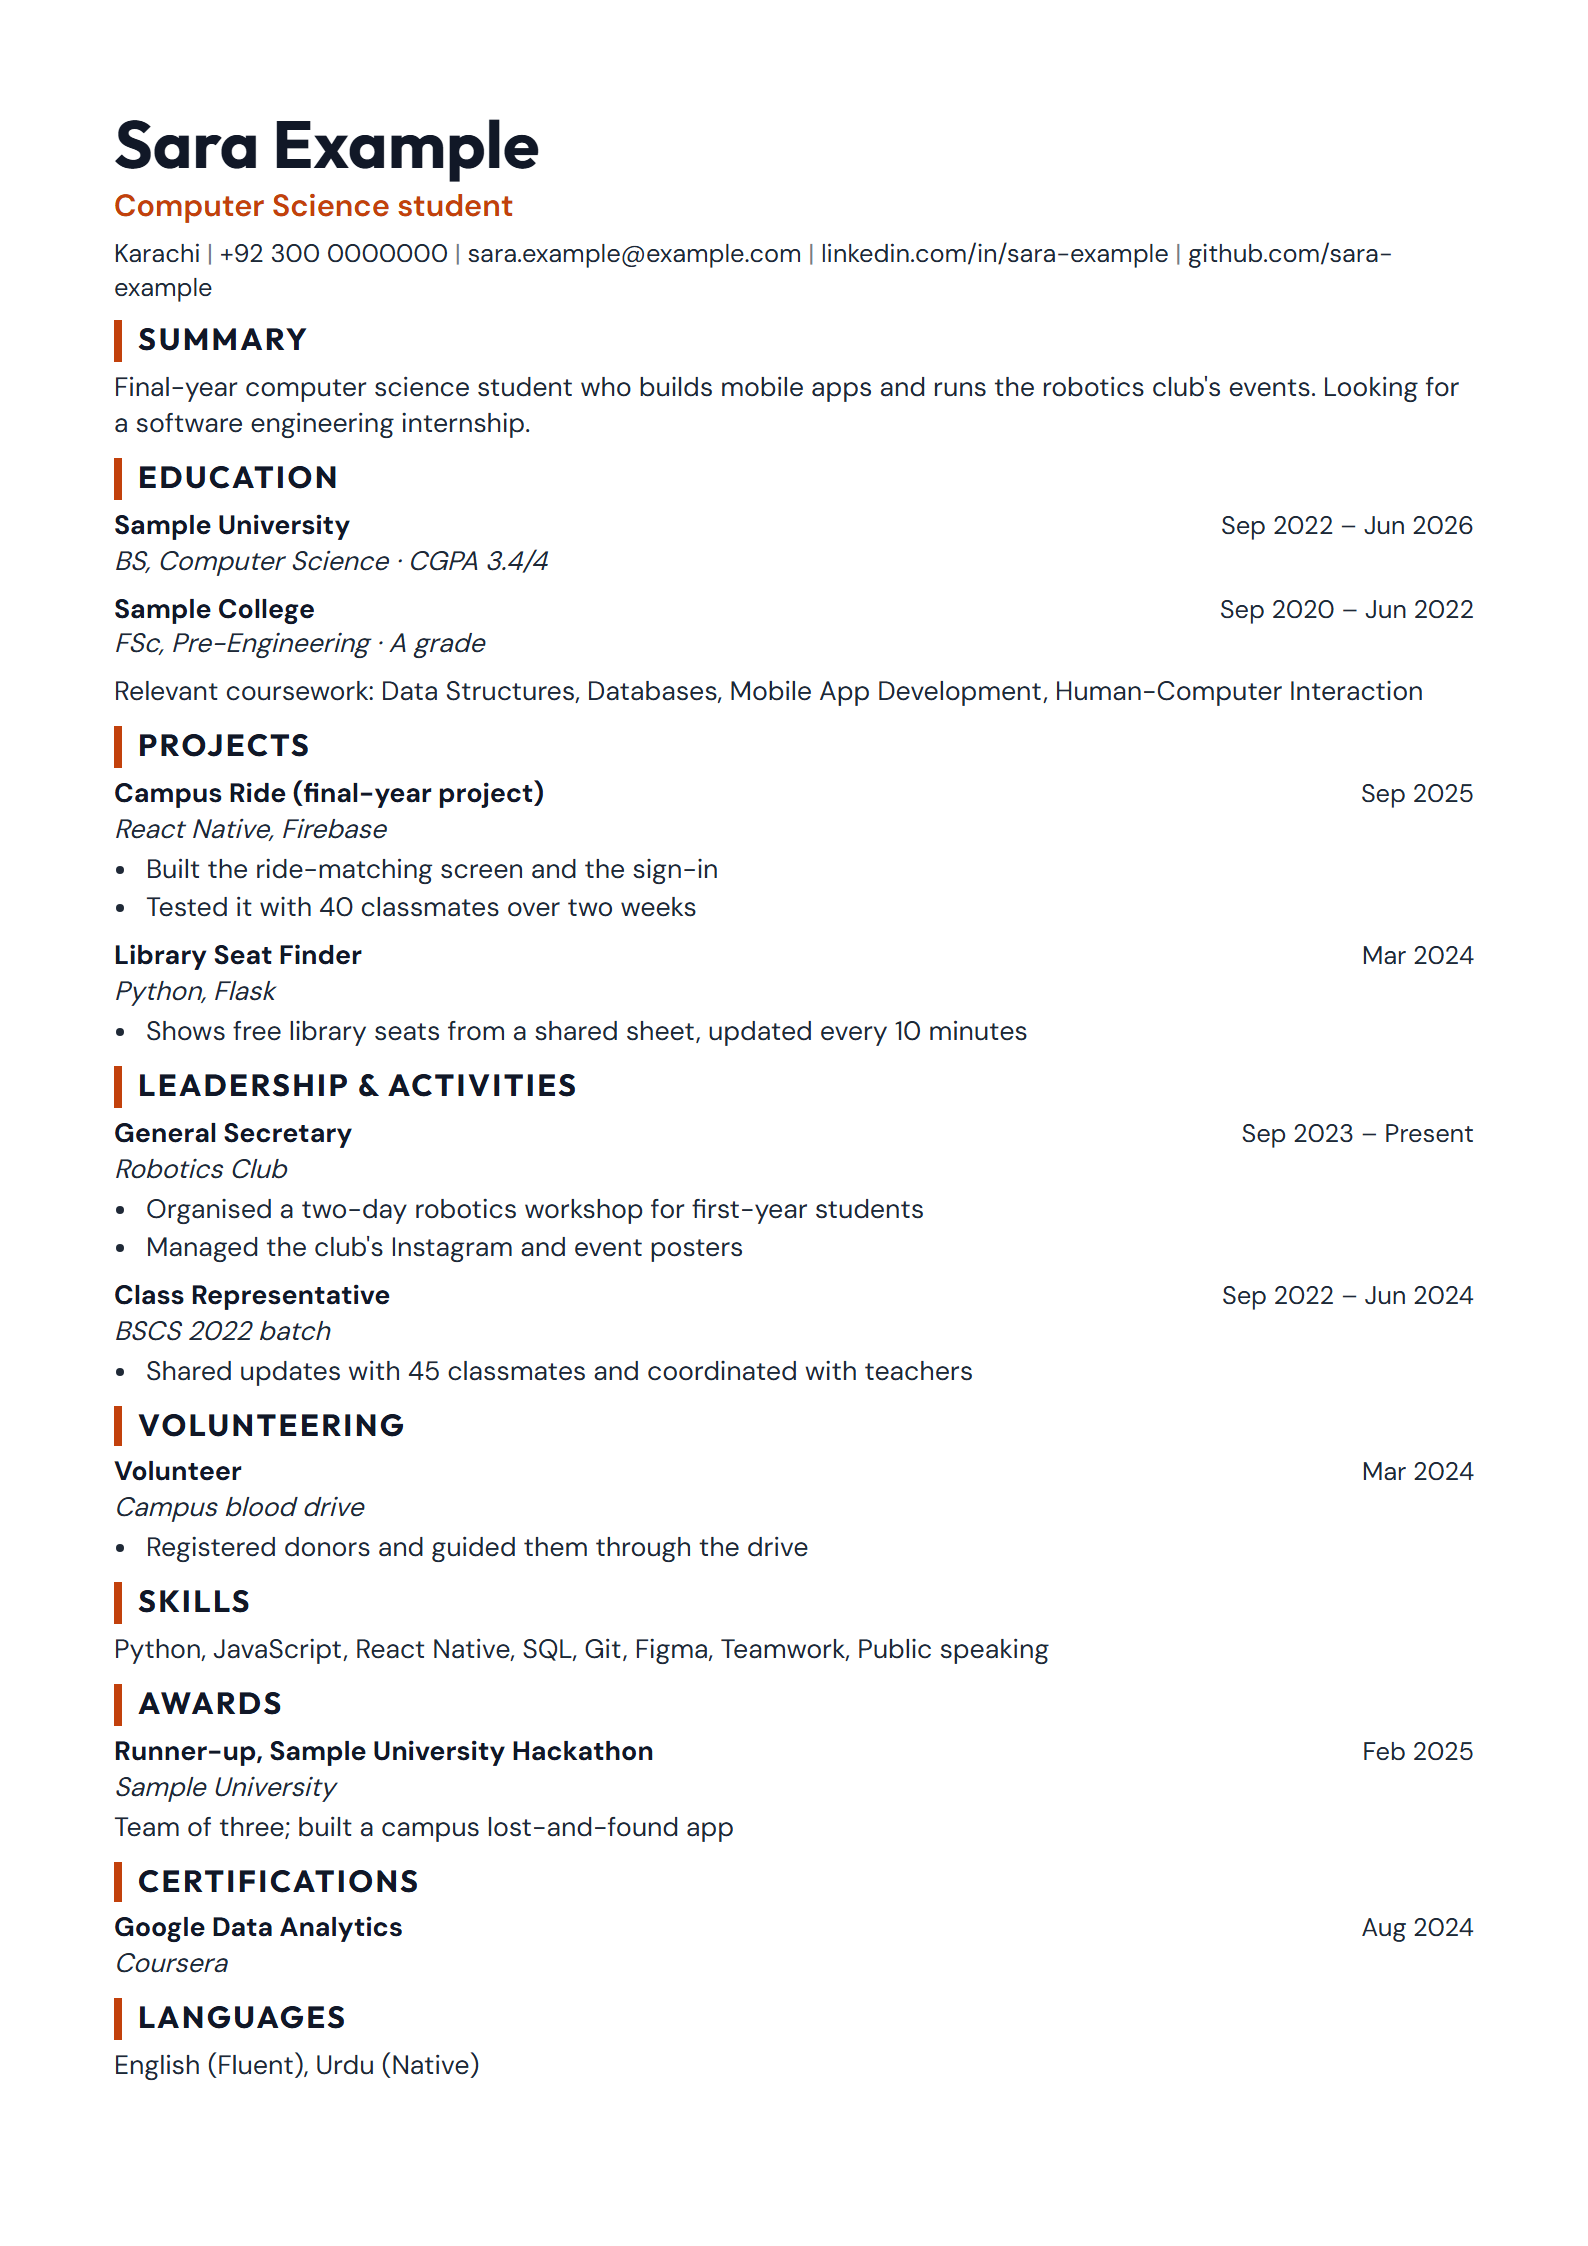 Sara Example
Computer Science student
Karachi | +92 300 0000000 | sara.example@example.com | linkedin.com/in/sara-example | github.com/sara-
example
SUMMARY
Final-year computer science student who builds mobile apps and runs the robotics club's events. Looking for
a software engineering internship.
EDUCATION
Sample University Sep 2022 – Jun 2026
BS, Computer Science · CGPA 3.4/4
Sample College Sep 2020 – Jun 2022
FSc, Pre-Engineering · A grade
Relevant coursework: Data Structures, Databases, Mobile App Development, Human-Computer Interaction
PROJECTS
Campus Ride (final-year project) Sep 2025
React Native, Firebase
• Built the ride-matching screen and the sign-in
• Tested it with 40 classmates over two weeks
Library Seat Finder Mar 2024
Python, Flask
• Shows free library seats from a shared sheet, updated every 10 minutes
LEADERSHIP & ACTIVITIES
General Secretary Sep 2023 – Present
Robotics Club
• Organised a two-day robotics workshop for first-year students
• Managed the club's Instagram and event posters
Class Representative Sep 2022 – Jun 2024
BSCS 2022 batch
• Shared updates with 45 classmates and coordinated with teachers
VOLUNTEERING
Volunteer Mar 2024
Campus blood drive
• Registered donors and guided them through the drive
SKILLS
Python, JavaScript, React Native, SQL, Git, Figma, Teamwork, Public speaking
AWARDS
Runner-up, Sample University Hackathon Feb 2025
Sample University
Team of three; built a campus lost-and-found app
CERTIFICATIONS
Google Data Analytics Aug 2024
Coursera
LANGUAGES
English (Fluent), Urdu (Native)